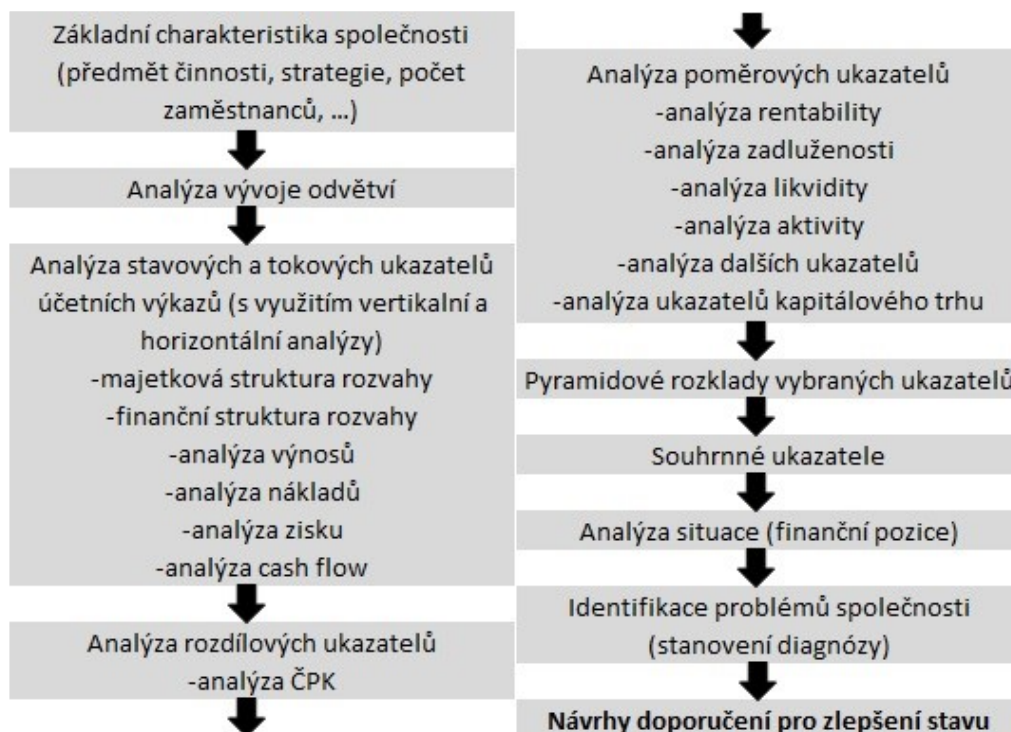 Základní charakteristika společnosti
(předmět činnosti, strategie, počet
zaměstnanců, …)
Analýza vývoje odvětví
Analýza stavových a tokových ukazatelů
účetních výkazů (s využitím vertikalní a
horizontální analýzy)
-majetková struktura rozvahy
-finanční struktura rozvahy
-analýza výnosů
-analýza nákladů
-analýza zisku
-analýza cash flow
Analýza rozdílových ukazatelů
-analýza ČPK
Analýza poměrových ukazatelů
-analýza rentability
-analýza zadluženosti
-analýza likvidity
-analýza aktivity
-analýza dalších ukazatelů
-analýza ukazatelů kapitálového trhu
Pyramidové rozklady vybraných ukazatelů
Souhrnné ukazatele
Analýza situace (finanční pozice)
Identifikace problémů společnosti
(stanovení diagnózy)
Návrhy doporučení pro zlepšení stavu